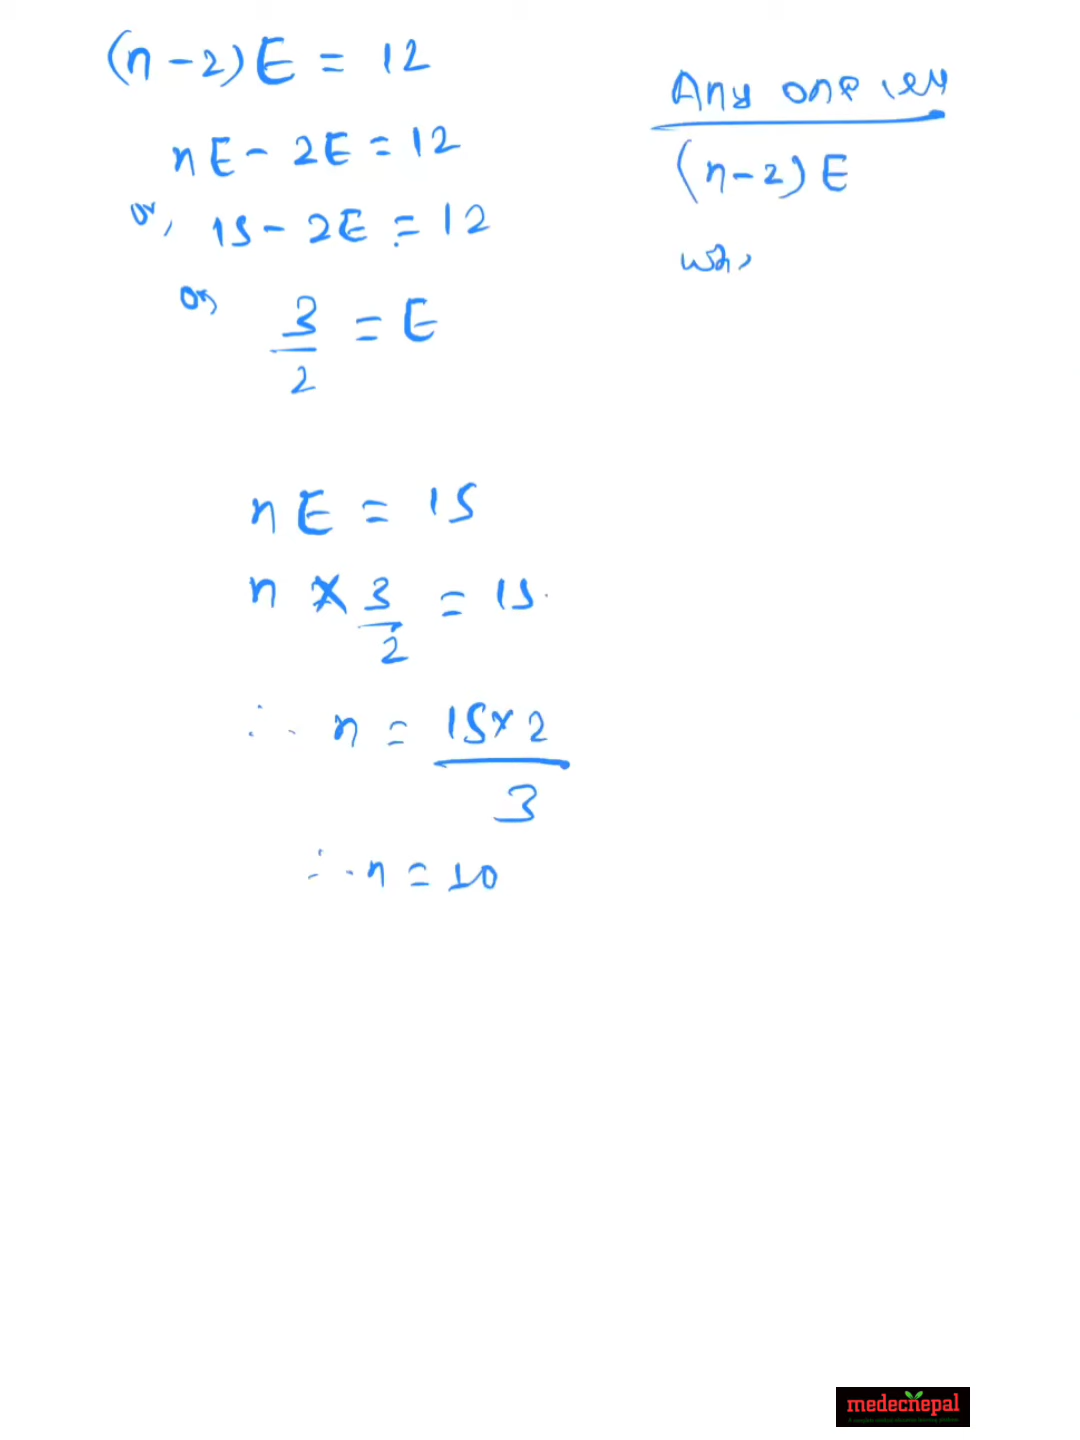 (n-2)E = 12
nE - 2E = 12
or, 15 - 2E = 12
or, 3/2 = E
nE = 15
n × 3/2 = 15
∴ n = 15×2/3
∴ n = 10
Any one
(n-2)E
medecnepal